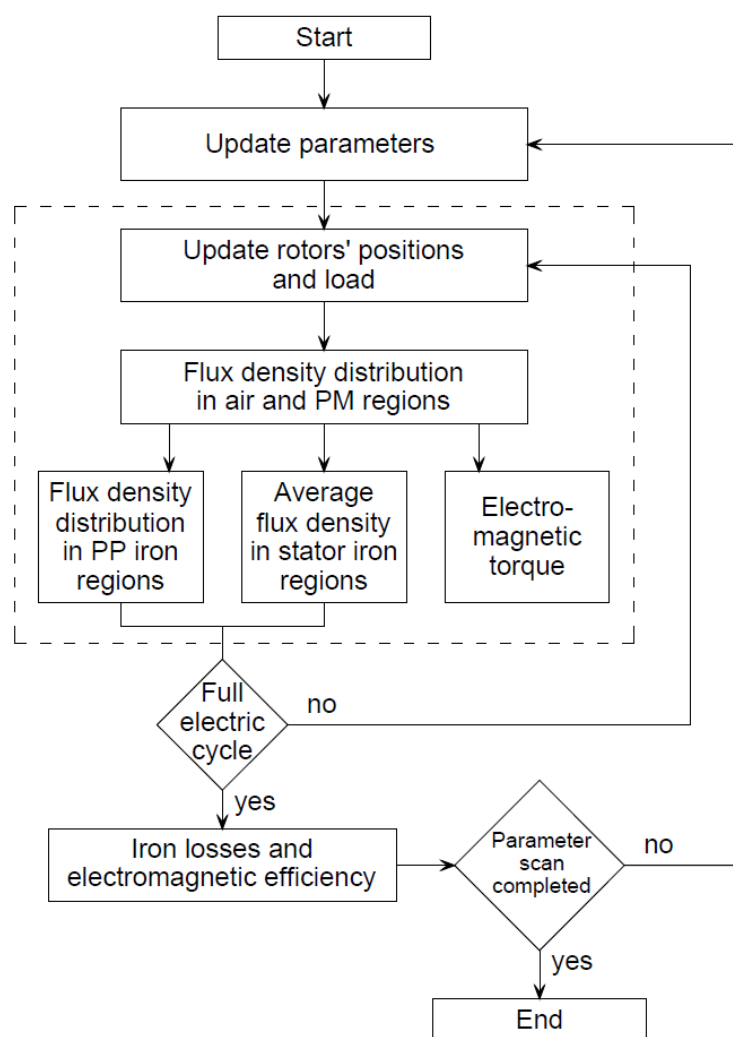 Start
Update parameters
Update rotors' positions
and load
Flux density distribution
in air and PM regions
Flux density
distribution
in PP iron
regions
Average
flux density
in stator iron
regions
Electro-
magnetic
torque
Full
electric
cycle
no
yes
Iron losses and
electromagnetic efficiency
Parameter
scan
completed
no
yes
End